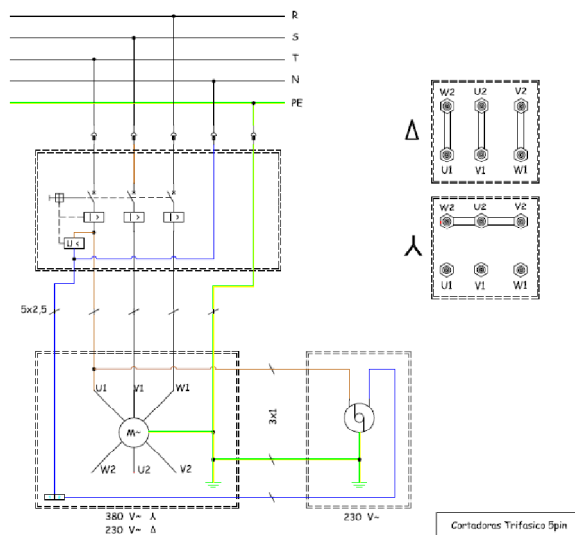 R
S
T
N
PE
W2 U2 V2
Δ
U1 V1 W1
W2 U2 V2
U1 V1 W1
U <
5x2,5
U1 V1 W1
M~
W2 U2 V2
3x1
380 V~ ⅄
230 V~ Δ
230 V~
Cortadoras Trifasico 5pin